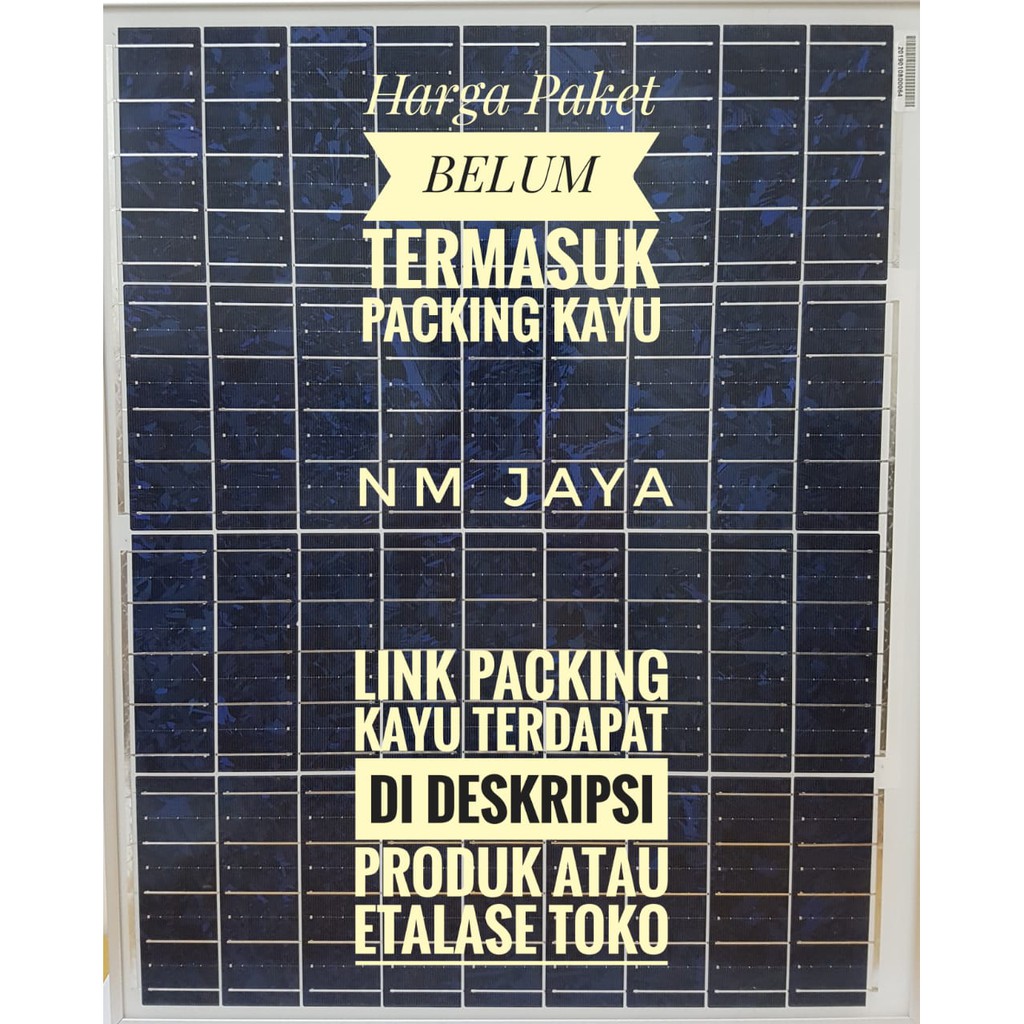 Harga Paket
BELUM
TERMASUK
PACKING KAYU
NM JAYA
LINK PACKING
KAYU TERDAPAT
DI DESKRIPSI
PRODUK ATAU
ETALASE TOKO